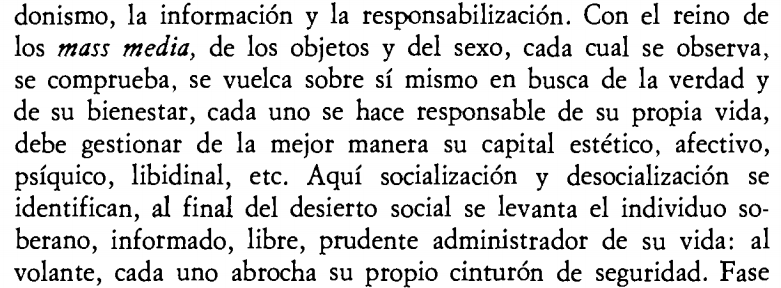 donismo, la información y la responsabilización. Con el reino de
los mass media, de los objetos y del sexo, cada cual se observa,
se comprueba, se vuelca sobre sí mismo en busca de la verdad y
de su bienestar, cada uno se hace responsable de su propia vida,
debe gestionar de la mejor manera su capital estético, afectivo,
psíquico, libidinal, etc. Aquí socialización y desocialización se
identifican, al final del desierto social se levanta el individuo so-
berano, informado, libre, prudente administrador de su vida: al
volante, cada uno abrocha su propio cinturón de seguridad. Fase